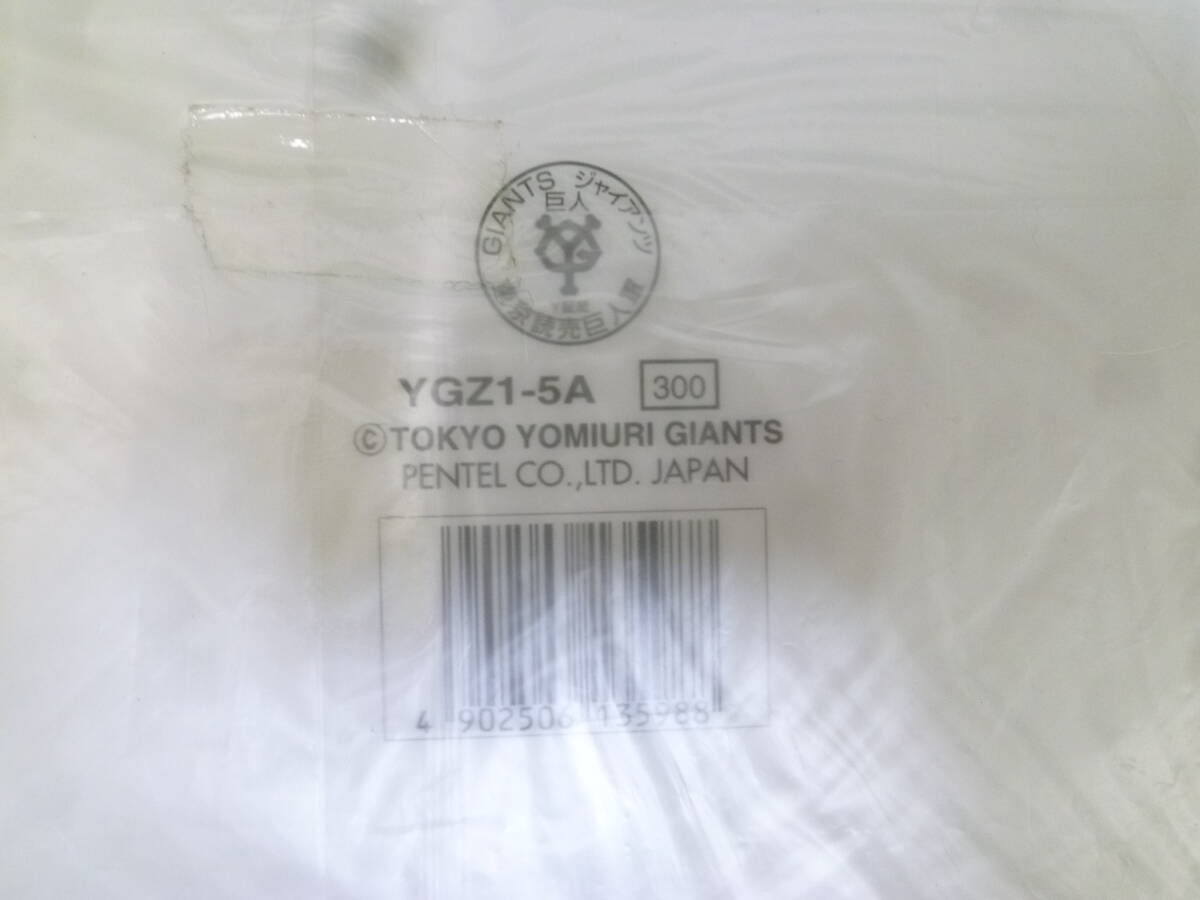 GIANTS ジャイアンツ
巨人
YG
東京読売巨人軍
YGZ1-5A 300
©TOKYO YOMIURI GIANTS
PENTEL CO.,LTD. JAPAN
4 902506 135988